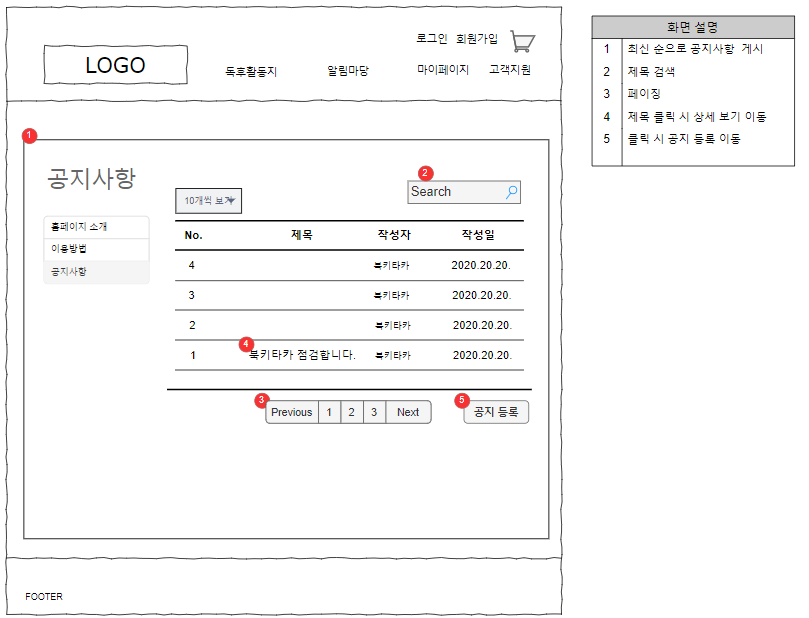 로그인 회원가입
LOGO
독후활동지 알림마당 마이페이지 고객지원
1
공지사항
2
Search
10개씩 보기
홈페이지 소개
이용방법
공지사항
No. 제목 작성자 작성일
4 북키타카 2020.20.20.
3 북키타카 2020.20.20.
2 북키타카 2020.20.20.
4
1 북키타카 점검합니다. 북키타카 2020.20.20.
3
Previous 1 2 3 Next
5
공지 등록
FOOTER
화면 설명
1 최신 순으로 공지사항 게시
2 제목 검색
3 페이징
4 제목 클릭 시 상세 보기 이동
5 클릭 시 공지 등록 이동